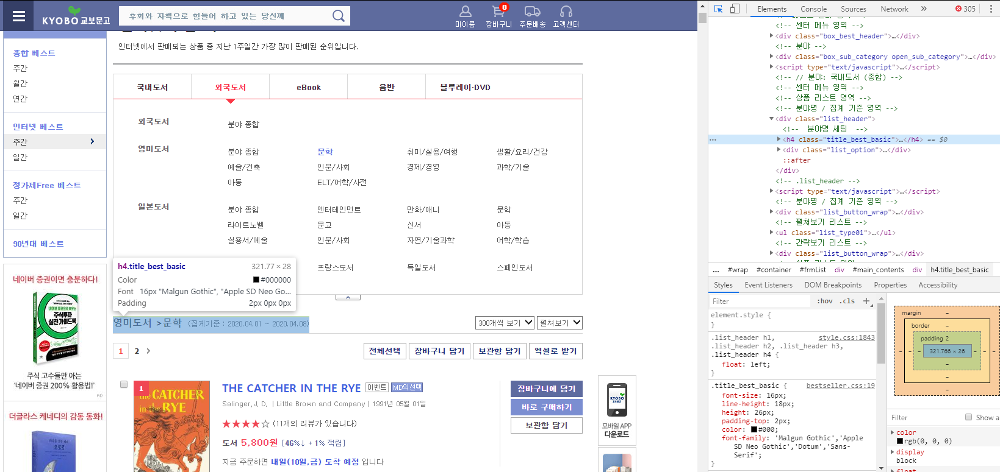 KYOBO 교보문고
후회와 자책으로 힘들어 하고 있는 당신께
마이룸
0
장바구니
주문배송
고객센터
인터넷에서 판매되는 상품 중 지난 1주일간 가장 많이 판매된 순위입니다.
종합 베스트
주간
월간
연간
인터넷 베스트
주간
일간
정가제Free 베스트
주간
일간
90년대 베스트
국내도서 외국도서 eBook 음반 블루레이·DVD
외국도서 분야 종합
영미도서 분야 종합 문학 취미/실용/여행 생활/요리/건강
예술/건축 인문/사회 경제/경영 과학/기술
아동 ELT/어학/사전
일본도서 분야 종합 엔터테인먼트 만화/애니 문학
라이트노벨 문고 신서 아동
실용서/예술 인문/사회 자연/기술과학 어학/학습
프랑스도서 독일도서 스페인도서
h4.title_best_basic 321.77 × 28
Color #000000
Font 16px "Malgun Gothic", "Apple SD Neo Go...
Padding 2px 0px 0px
영미도서 >문학 (집계기준 : 2020.04.01 ~ 2020.04.08)
300개씩 보기 펼쳐보기
1 2 >
전체선택 장바구니 담기 보관함 담기 엑셀로 받기
네이버 증권이면 충분하다!
주식투자
실전가이드북
주식 고수들만 아는
'네이버 증권 200% 활용법!'
AD
더글라스 케네디의 감동 동화!
오로르
1
THE CATCHER
in the RYE
THE CATCHER IN THE RYE 이벤트 MD의선택
Salinger, J. D. | Little Brown and Company | 1991년 05월 01일
★★★★☆ (11개의 리뷰가 있습니다)
도서 5,800원 [46%↓ + 1% 적립]
지금 주문하면 내일(10일,금) 도착 예정 입니다
장바구니에 담기
바로 구매하기
보관함 담기
KYOBO
교보문고
모바일 APP
다운로드
Elements Console Sources Network » 305
<!-- 센터 메뉴 영역 -->
<div class="box_best_header">…</div>
<!-- 분야 -->
<div class="box_sub_category open_sub_category">…</div>
<script type="text/javascript">…</script>
<!-- // 분야: 국내도서 (종합) -->
<!-- 센터 메뉴 영역 -->
<!-- 상품 리스트 영역 -->
<!-- 분야명 / 집계 기준 영역 -->
<div class="list_header">
<!-- 분야명 세팅 -->
<h4 class="title_best_basic">…</h4> == $0
<div class="list_option">…</div>
::after
</div>
<!-- .list_header -->
<script type="text/javascript">…</script>
<!-- 분야명 / 집계 기준 영역 -->
<div class="list_button_wrap">…</div>
<!-- 펼쳐보기 리스트 -->
<ul class="list_type01">…</ul>
<!-- 간략보기 리스트 -->
<div class="list_button_wrap">…</div>
... #wrap #container #frmList div #main_contents div h4.title_best_basic
Styles Event Listeners DOM Breakpoints Properties Accessibility
Filter :hov .cls +
element.style {
}
.list_header h1, style.css:1843
.list_header h2, .list_header h3,
.list_header h4 {
float: left;
}
.title_best_basic { bestseller.css:19
font-size: 16px;
line-height: 18px;
height: 26px;
padding-top: 2px;
color: #000;
font-family: 'Malgun Gothic','Apple
SD Neo Gothic','Dotum','Sans-
Serif';
}
margin –
border –
padding 2
– – – 321.766 × 26 – – –
–
–
–
Filter Show a
color
rgb(0, 0, 0)
display
block
float